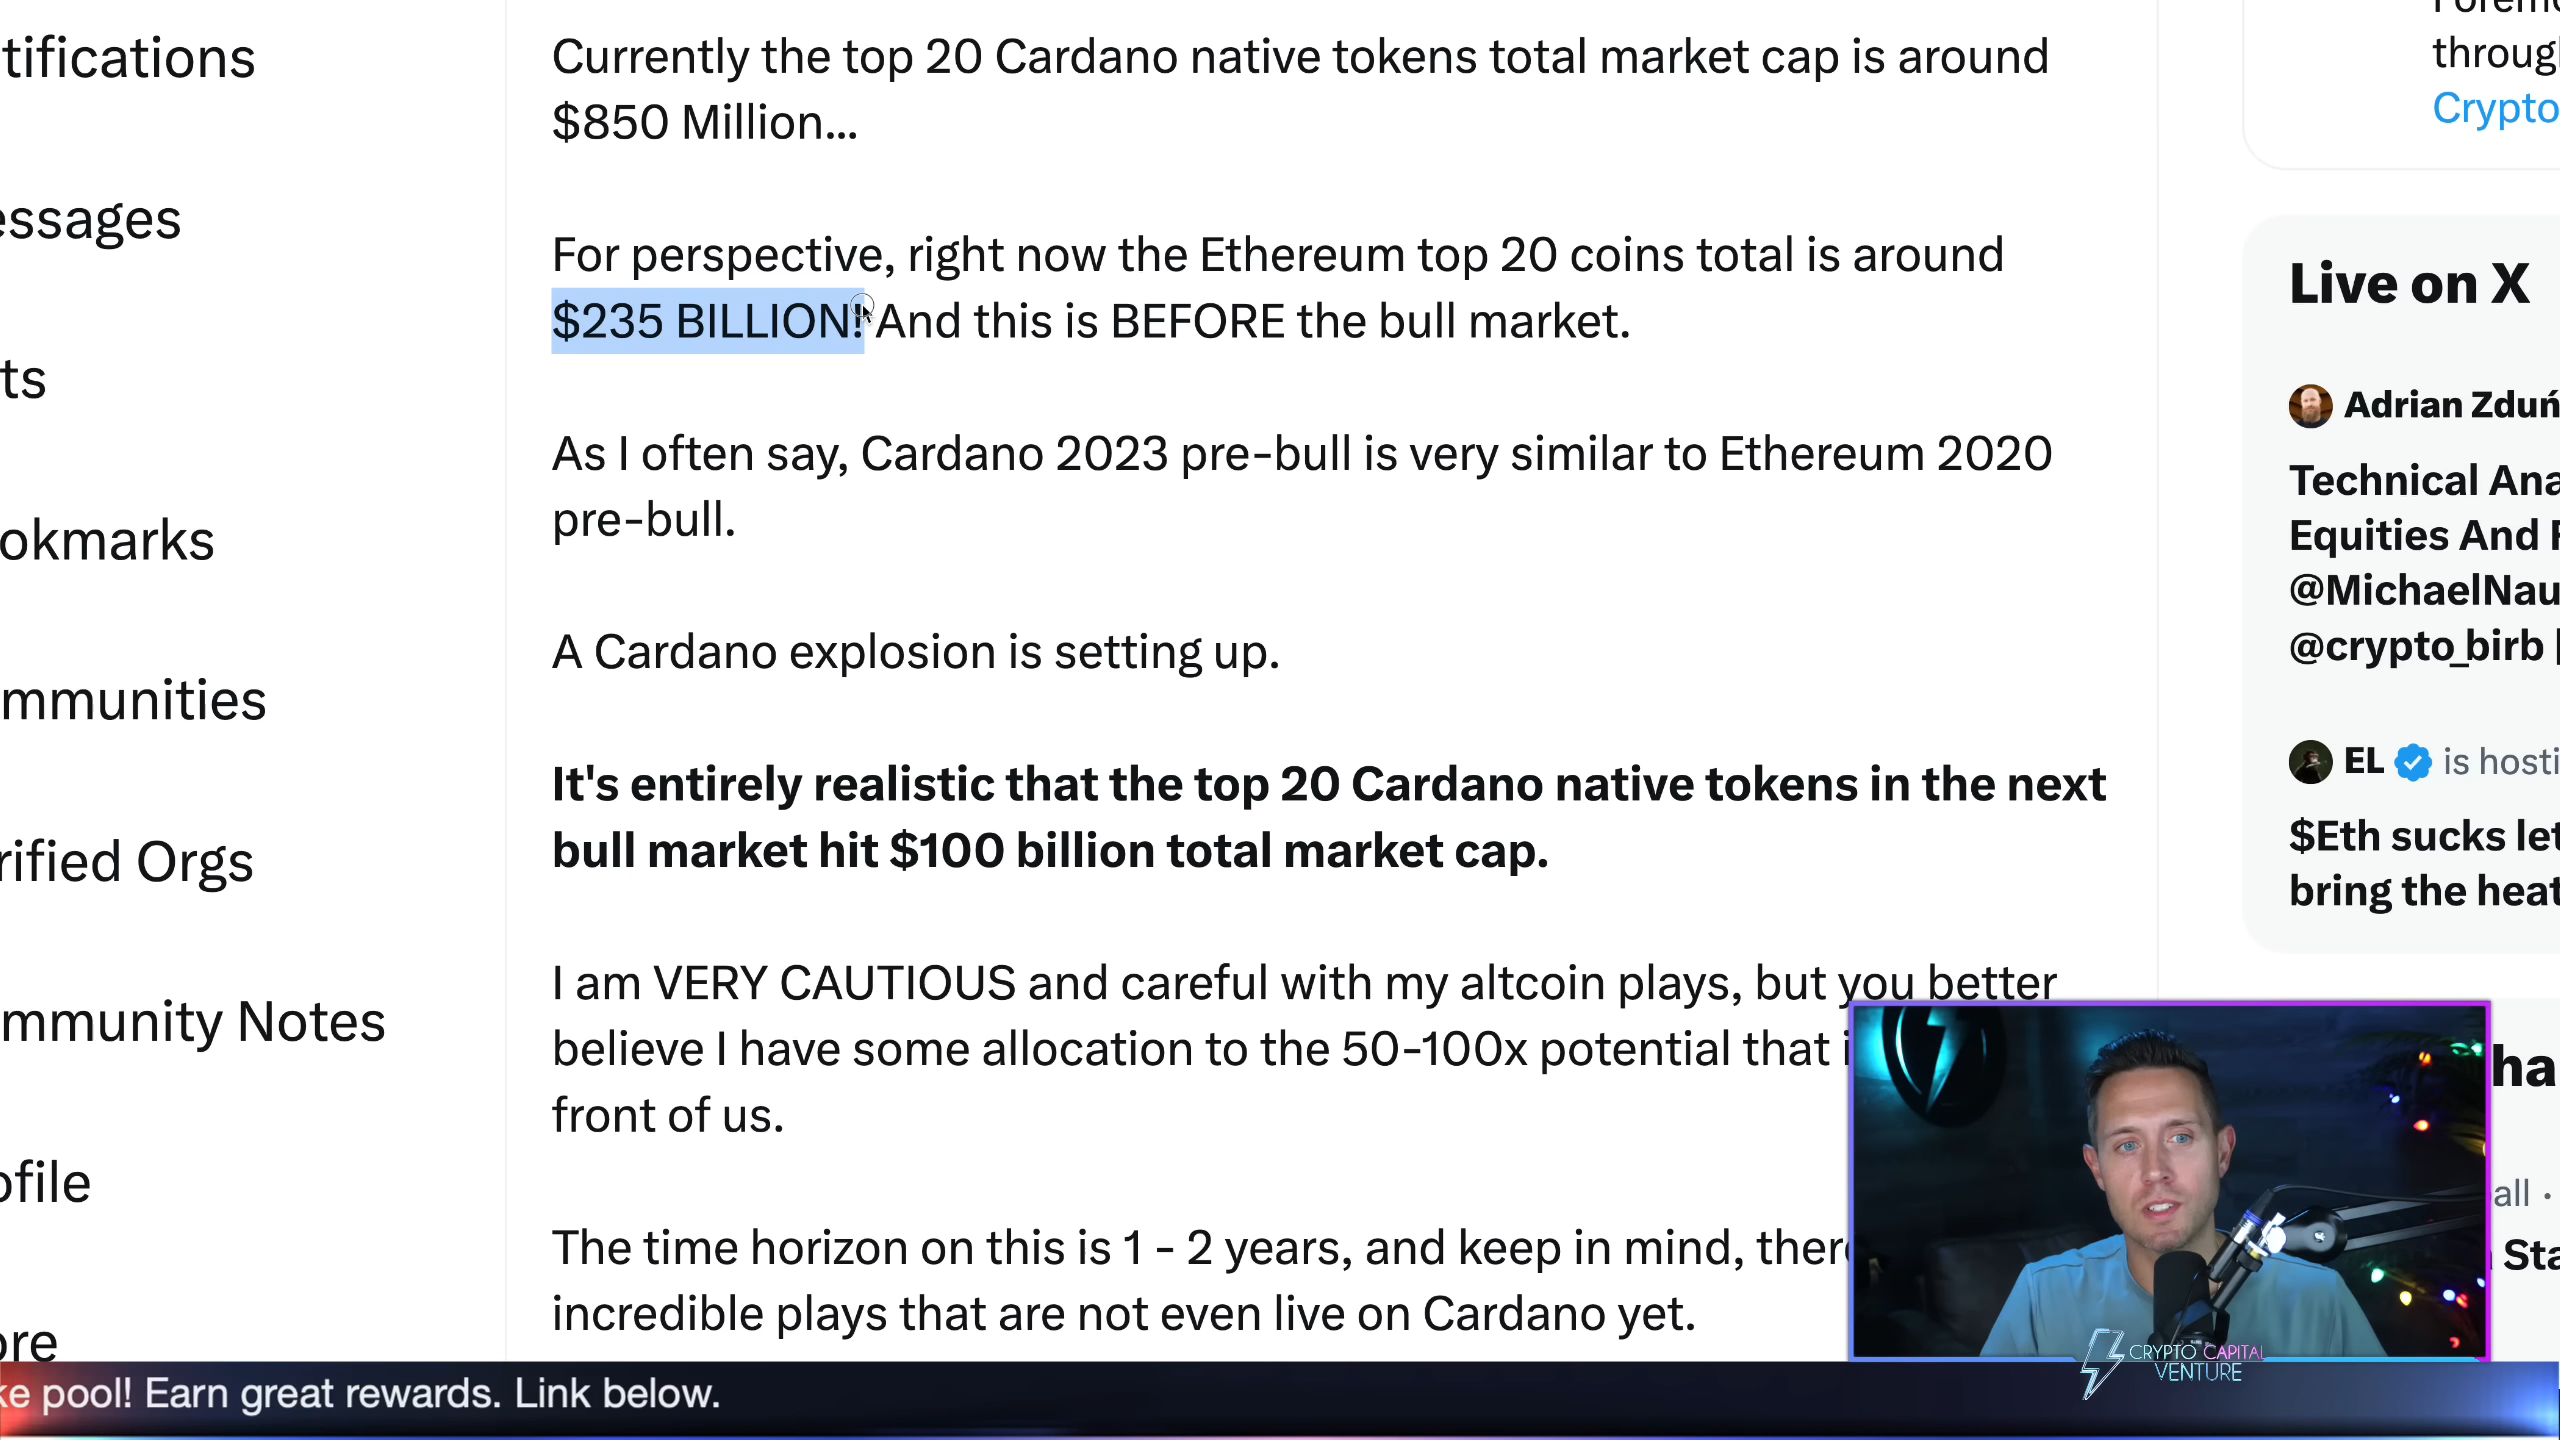 tifications
essages
ts
okmarks
mmunities
rified Orgs
mmunity Notes
ofile
ore
Currently the top 20 Cardano native tokens total market cap is around
$850 Million...
For perspective, right now the Ethereum top 20 coins total is around
$235 BILLION! And this is BEFORE the bull market.
As I often say, Cardano 2023 pre-bull is very similar to Ethereum 2020
pre-bull.
A Cardano explosion is setting up.
It's entirely realistic that the top 20 Cardano native tokens in the next
bull market hit $100 billion total market cap.
I am VERY CAUTIOUS and careful with my altcoin plays, but you better
believe I have some allocation to the 50-100x potential that i
front of us.
The time horizon on this is 1 - 2 years, and keep in mind, ther
incredible plays that are not even live on Cardano yet.
throug
Crypto
Live on X
Adrian Zduń
Technical Ana
Equities And
@MichaelNau
@crypto_birb |
EL is hosti
$Eth sucks let
bring the heat
ha
all ·
Sta
CRYPTO CAPITAL
VENTURE
ke pool! Earn great rewards. Link below.